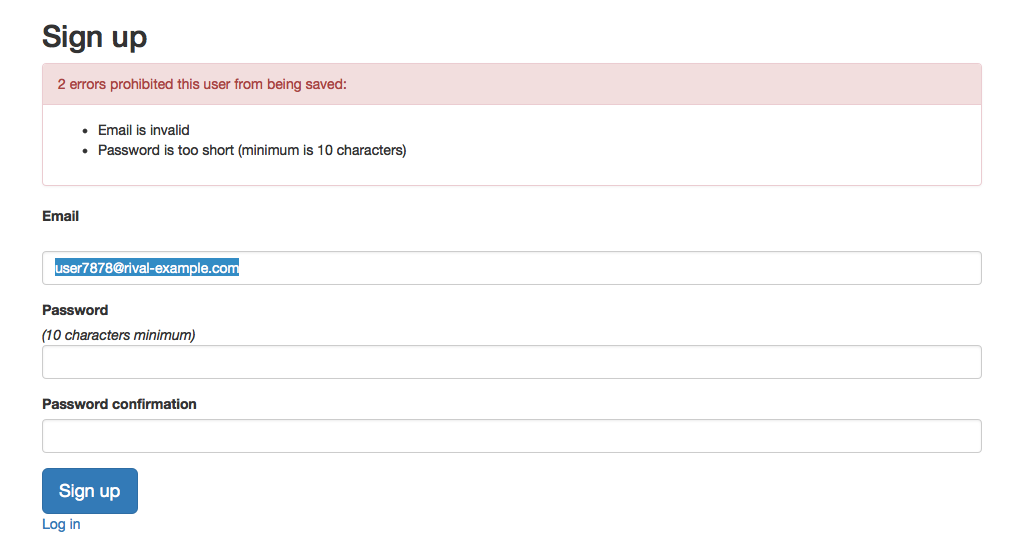 Sign up
2 errors prohibited this user from being saved:
Email is invalid
Password is too short (minimum is 10 characters)
Email
user7878@rival-example.com
Password
(10 characters minimum)
Password confirmation
Sign up
Log in